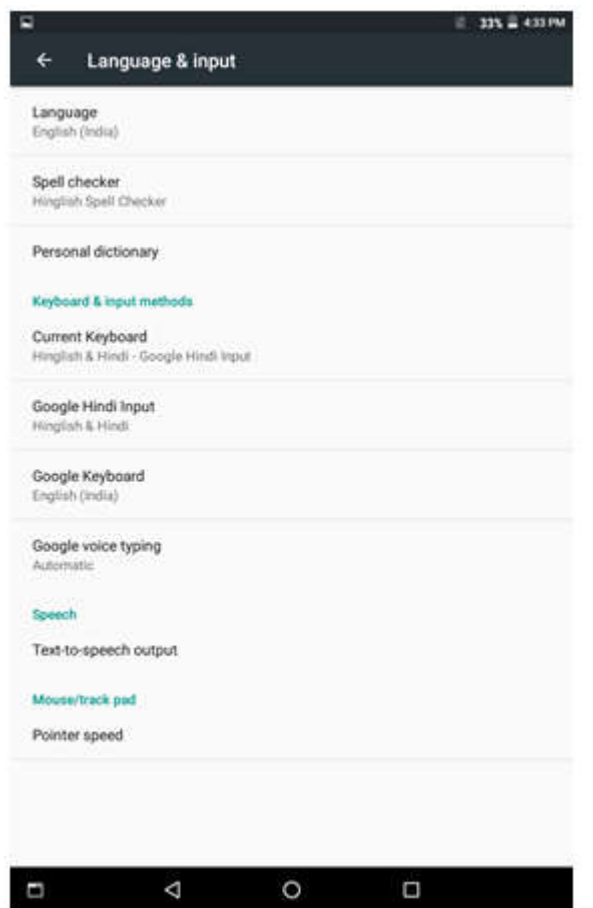 33% 4:33 PM
Language & input
Language
English (India)
Spell checker
Hinglish Spell Checker
Personal dictionary
Keyboard & input methods
Current Keyboard
Hinglish & Hindi - Google Hindi Input
Google Hindi Input
Hinglish & Hindi
Google Keyboard
English (India)
Google voice typing
Automatic
Speech
Text-to-speech output
Mouse/track pad
Pointer speed